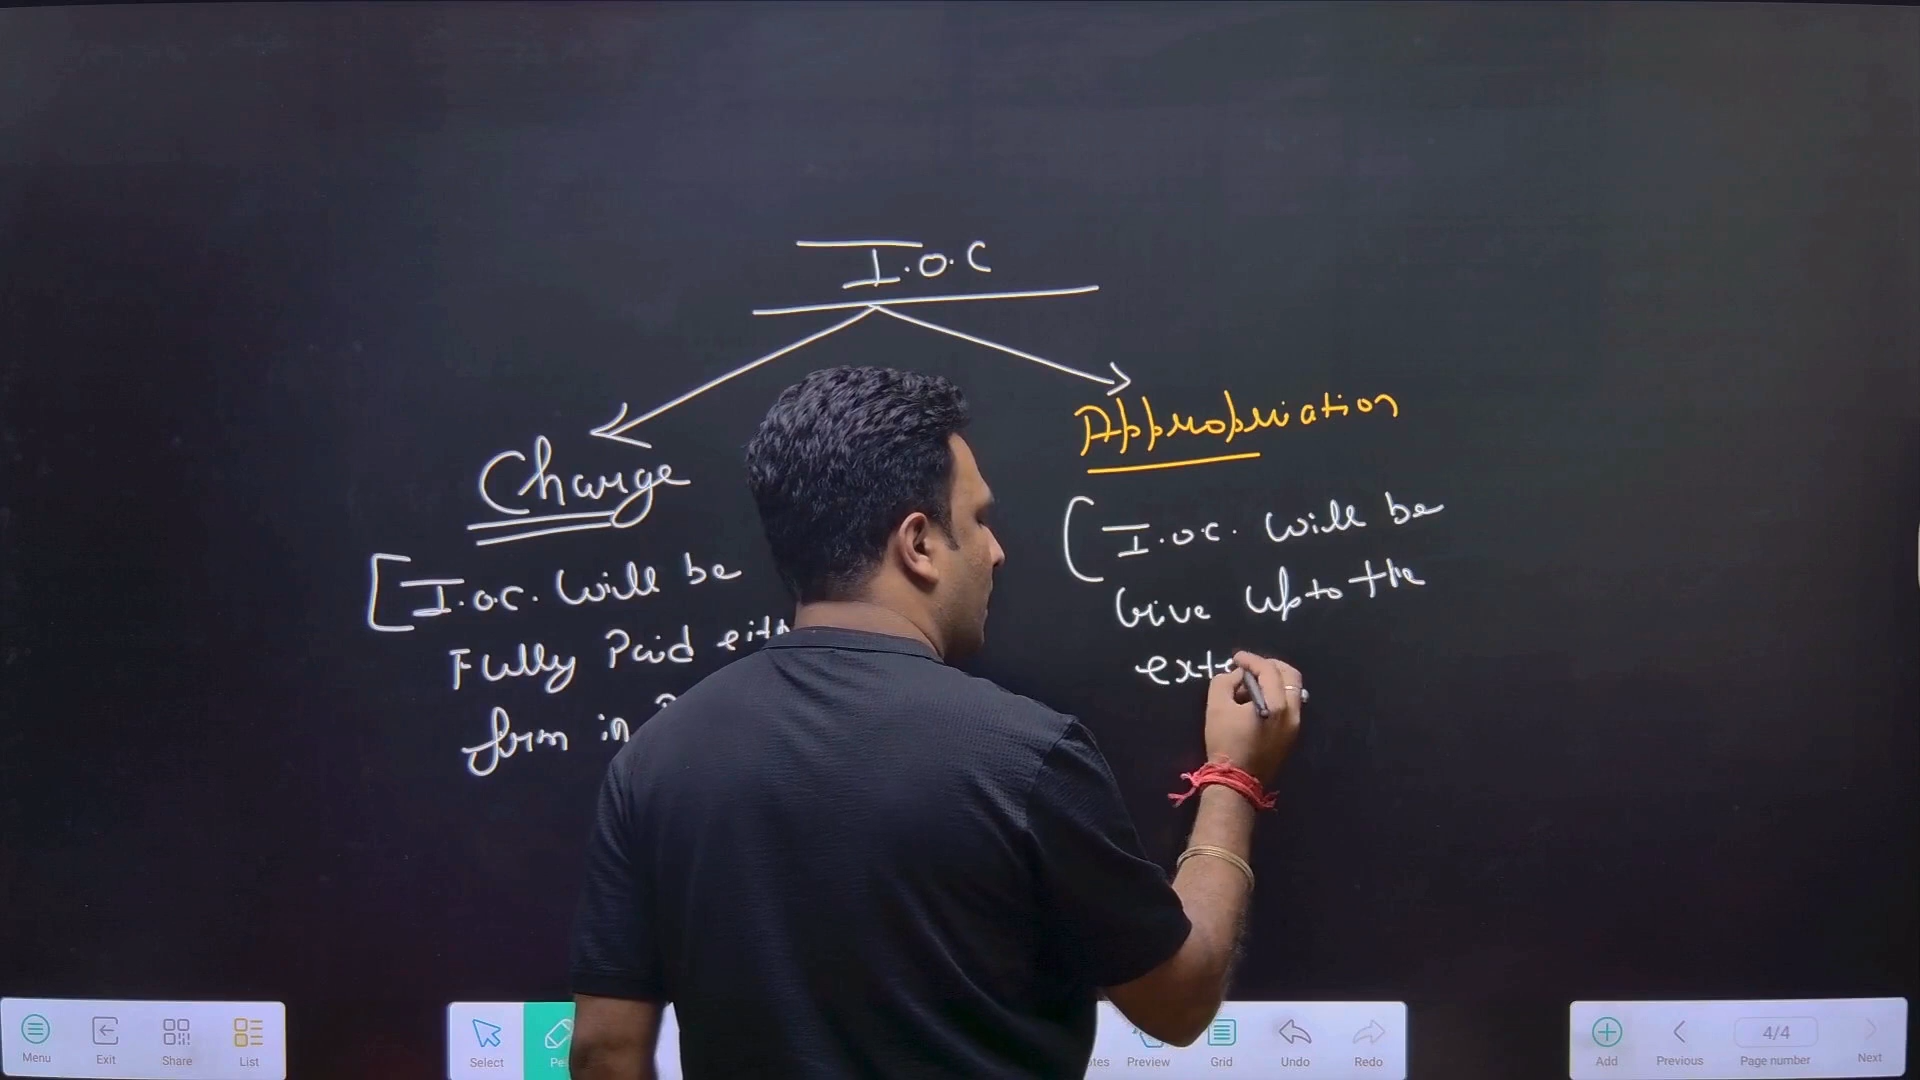 I.O.C
Charge
Appropriation
[I.O.C. will be
Fully Paid
form in
(I.O.C. will be
Give upto the
Menu
Exit
Share
List
Select
Preview
Grid
Undo
Redo
Add
Previous
4/4
Page number
Next